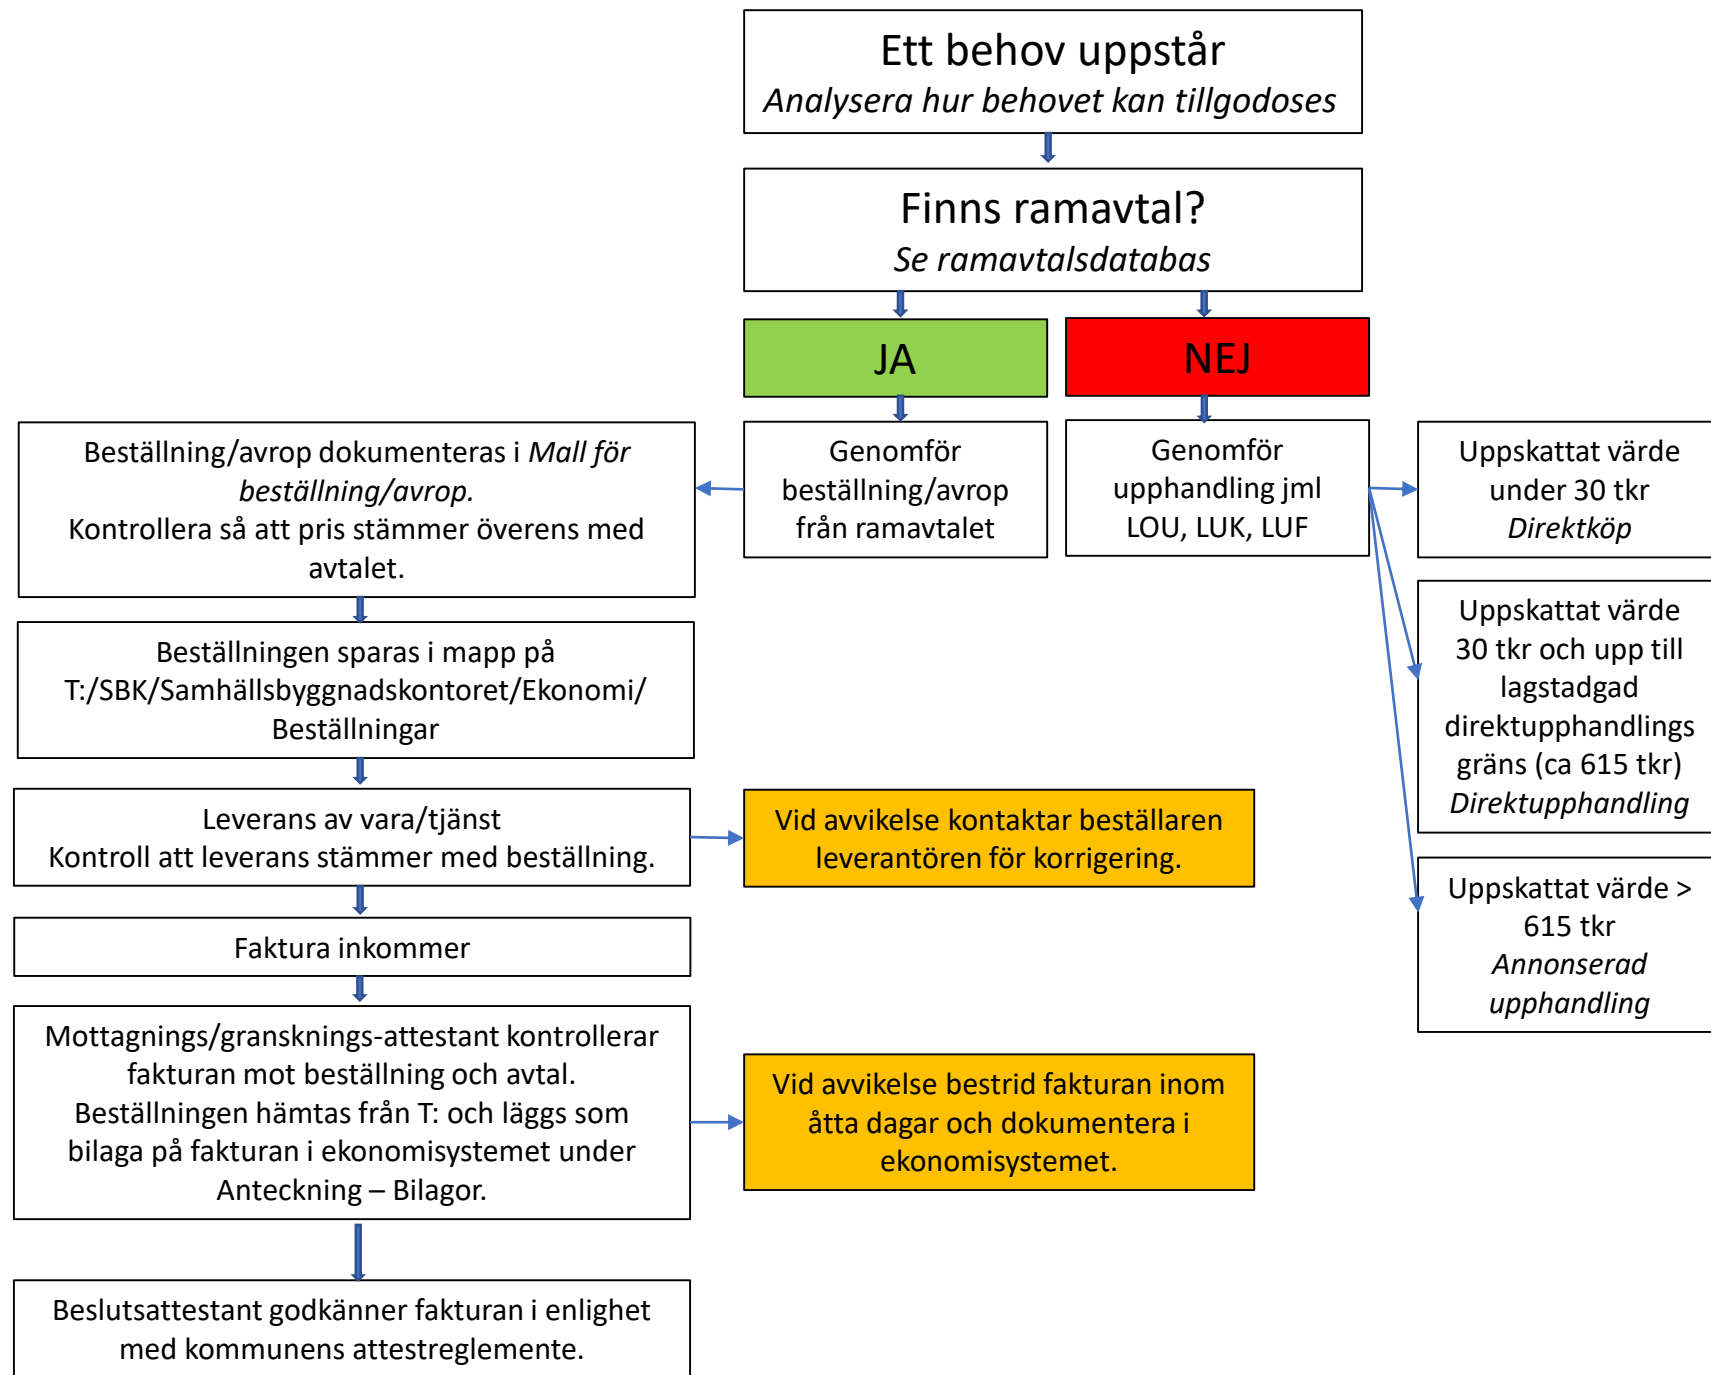 Ett behov uppstår
Analysera hur behovet kan tillgodoses
Finns ramavtal?
Se ramavtalsdatabas
JA
NEJ
Beställning/avrop dokumenteras i Mall för
beställning/avrop.
Kontrollera så att pris stämmer överens med
avtalet.
Genomför
beställning/avrop
från ramavtalet
Genomför
upphandling jml
LOU, LUK, LUF
Uppskattat värde
under 30 tkr
Direktköp
Uppskattat värde
30 tkr och upp till
lagstadgad
direktupphandlings
gräns (ca 615 tkr)
Direktupphandling
Uppskattat värde >
615 tkr
Annonserad
upphandling
Beställningen sparas i mapp på
T:/SBK/Samhällsbyggnadskontoret/Ekonomi/
Beställningar
Leverans av vara/tjänst
Kontroll att leverans stämmer med beställning.
Vid avvikelse kontaktar beställaren
leverantören för korrigering.
Faktura inkommer
Mottagnings/gransknings-attestant kontrollerar
fakturan mot beställning och avtal.
Beställningen hämtas från T: och läggs som
bilaga på fakturan i ekonomisystemet under
Anteckning – Bilagor.
Vid avvikelse bestrid fakturan inom
åtta dagar och dokumentera i
ekonomisystemet.
Beslutsattestant godkänner fakturan i enlighet
med kommunens attestreglemente.